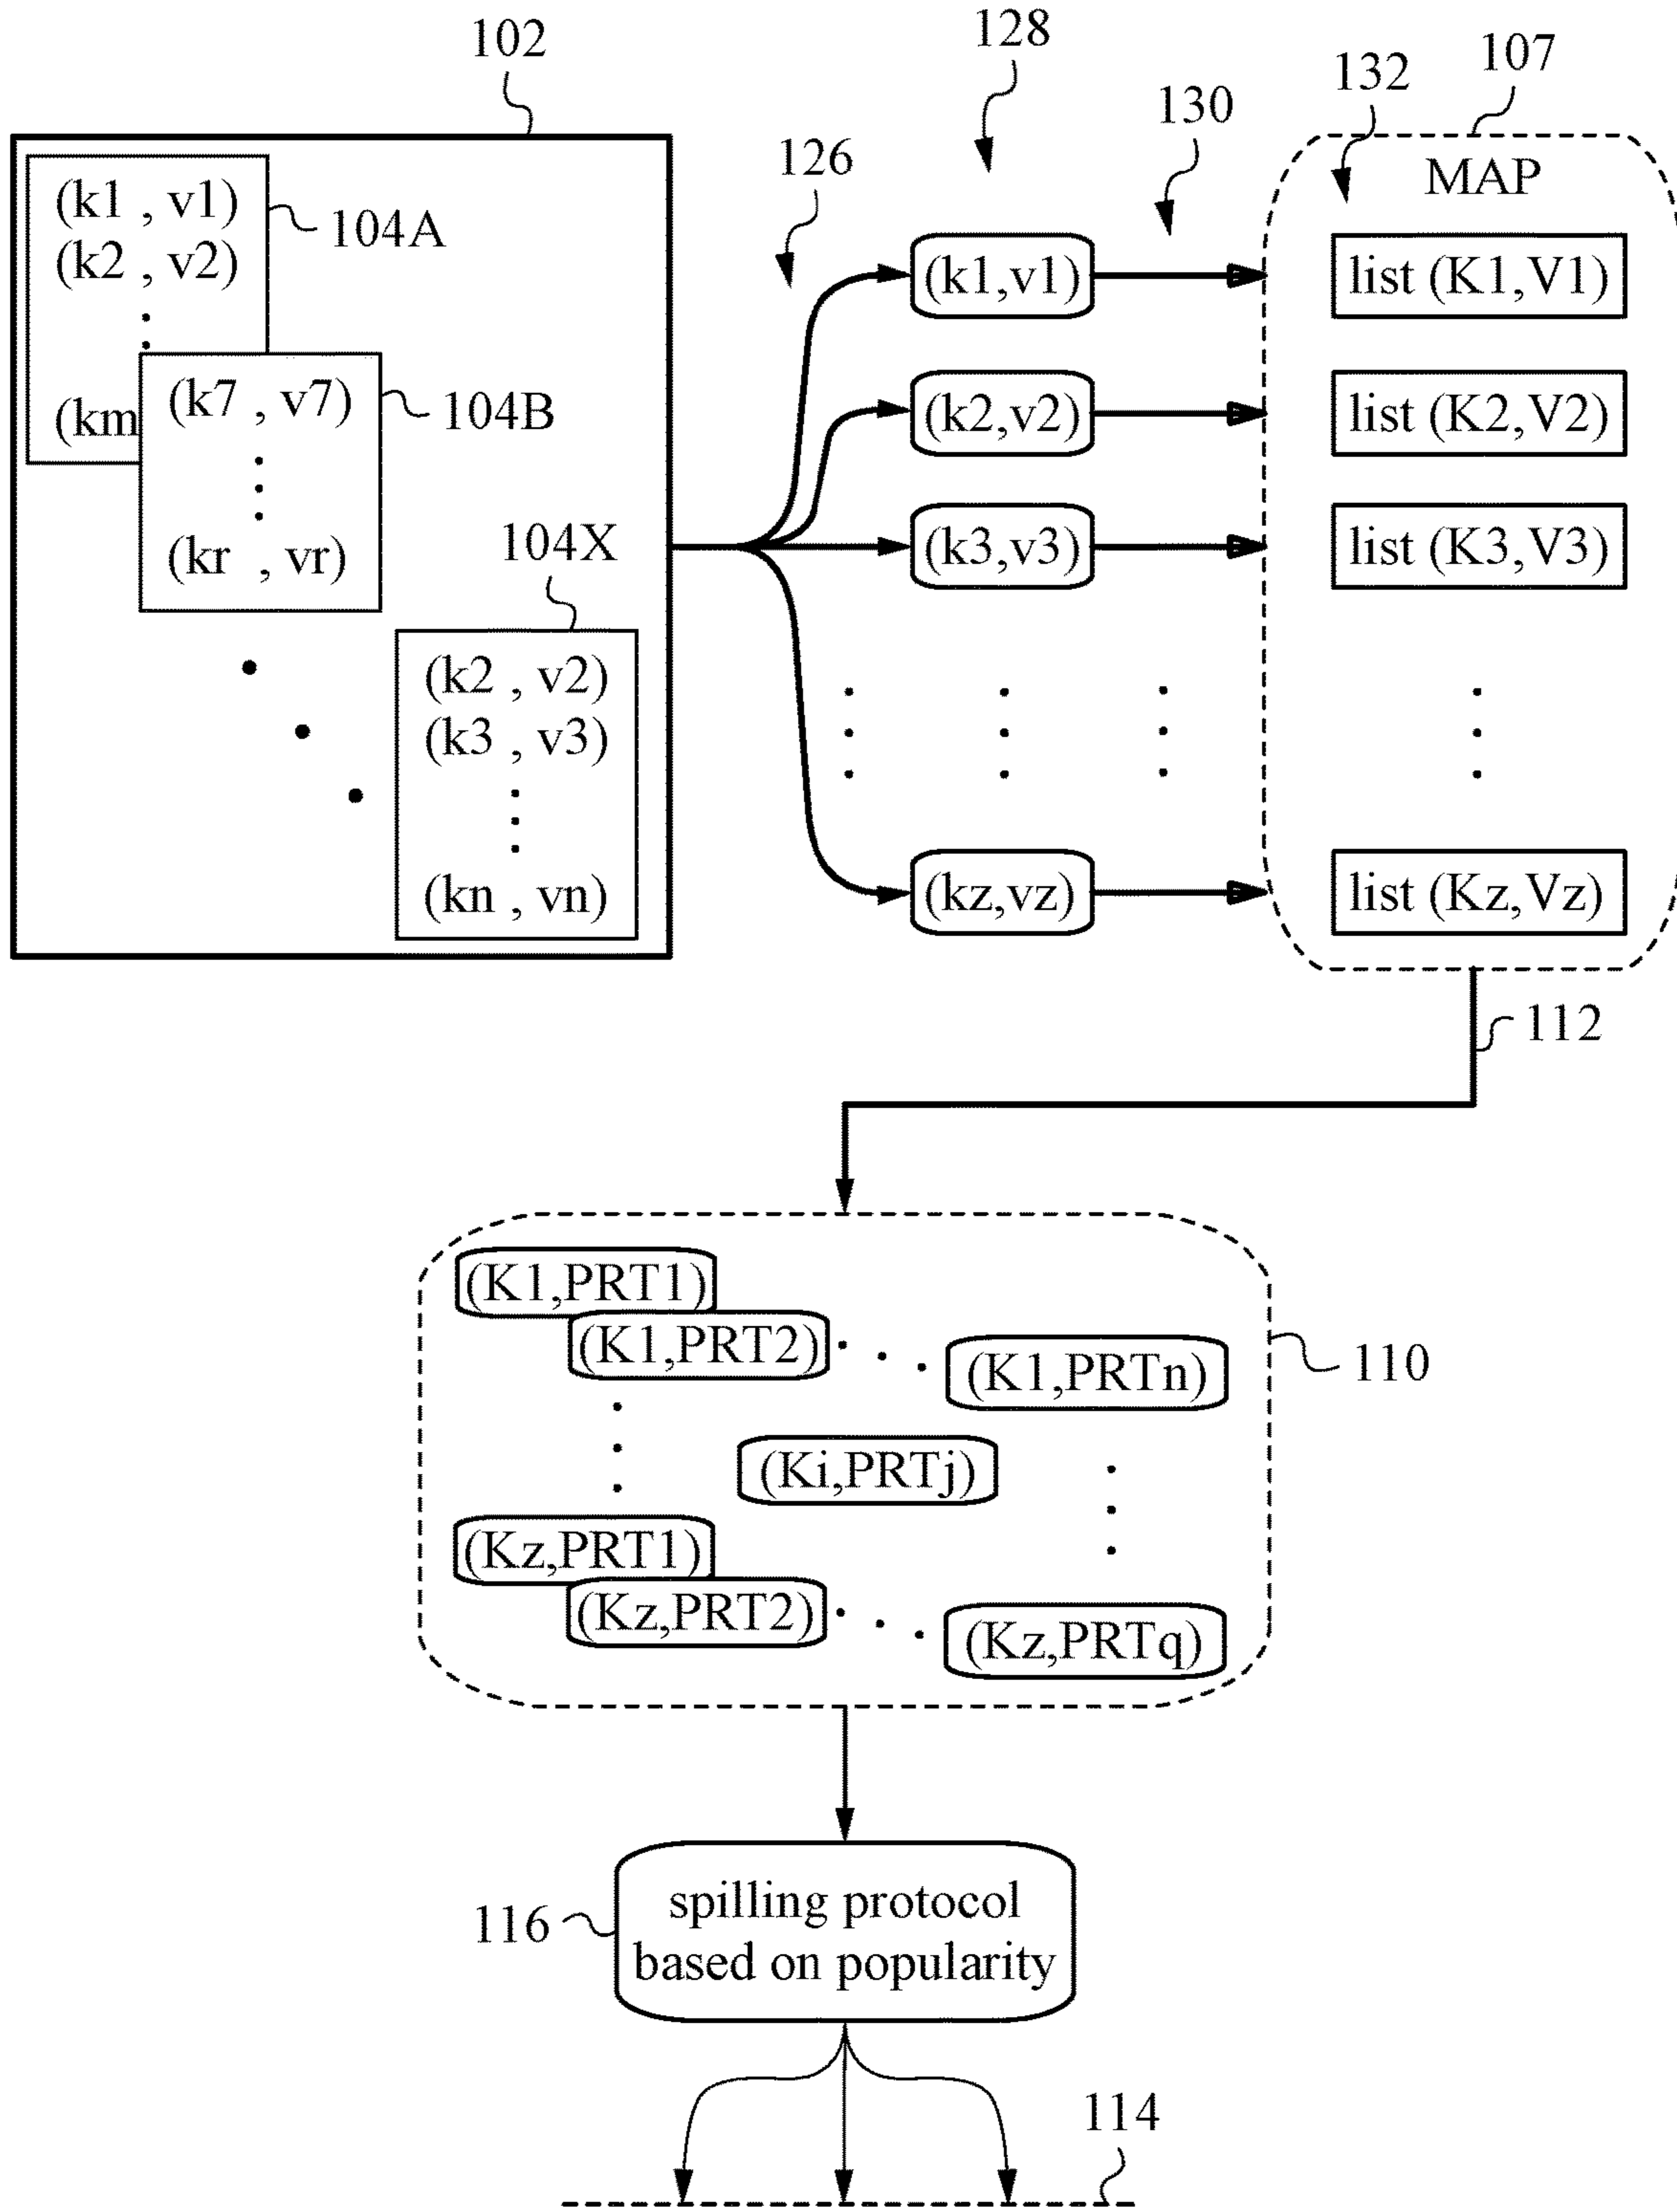 102
128
132
107
130
126
MAP
(k1 , v1)
104A
(k2 , v2)
(km
(k7 , v7)
104B
(kr , vr)
104X
(k2 , v2)
(k3 , v3)
(kn , vn)
(k1,v1)
list (K1,V1)
(k2,v2)
list (K2,V2)
(k3,v3)
list (K3,V3)
(kz,vz)
list (Kz,Vz)
112
(K1,PRT1)
(K1,PRT2)
(K1,PRTn)
110
(Ki,PRTj)
(Kz,PRT1)
(Kz,PRT2)
(Kz,PRTq)
116
spilling protocol
based on popularity
114